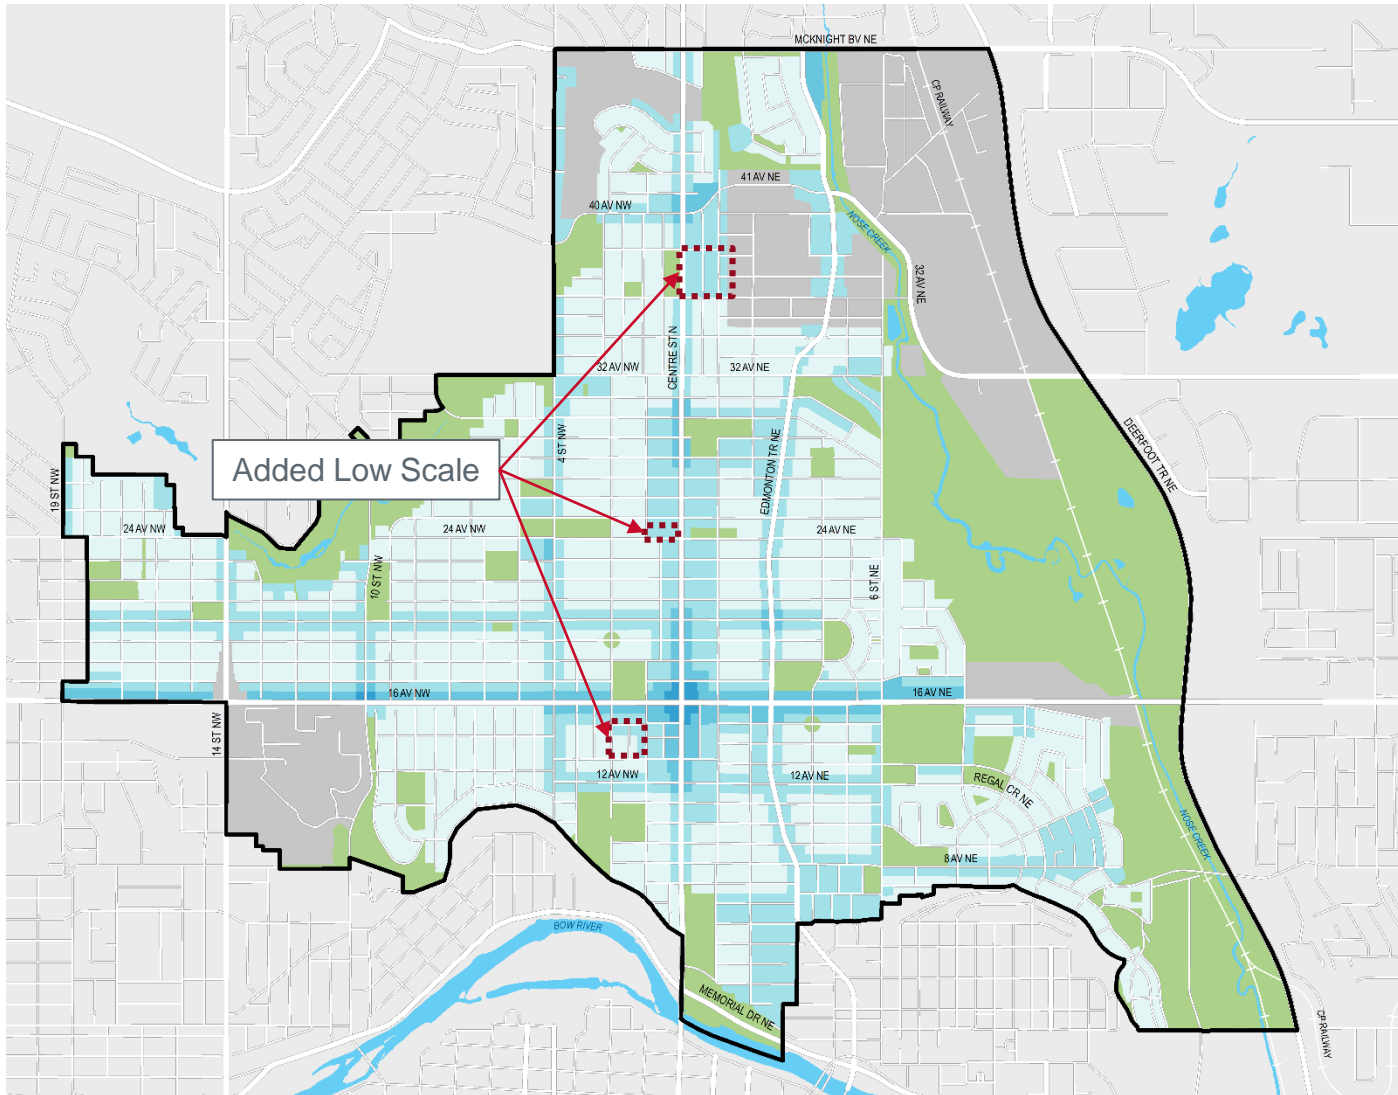 MCKNIGHT BV NE
CP RAILWAY
41 AV NE
40 AV NW
NOSE CREEK
32 AV NE
CENTRE ST N
32 AV NW
32 AV NE
DEERFOOT TR NE
4 ST NW
EDMONTON TR NE
Added Low Scale
19 ST NW
24 AV NW
24 AV NW
24 AV NE
10 ST NW
6 ST NE
16 AV NW
16 AV NE
14 ST NW
12 AV NW
12 AV NE
REGAL CR NE
NOSE CREEK
8 AV NE
BOW RIVER
MEMORIAL DR NE
CP RAILWAY